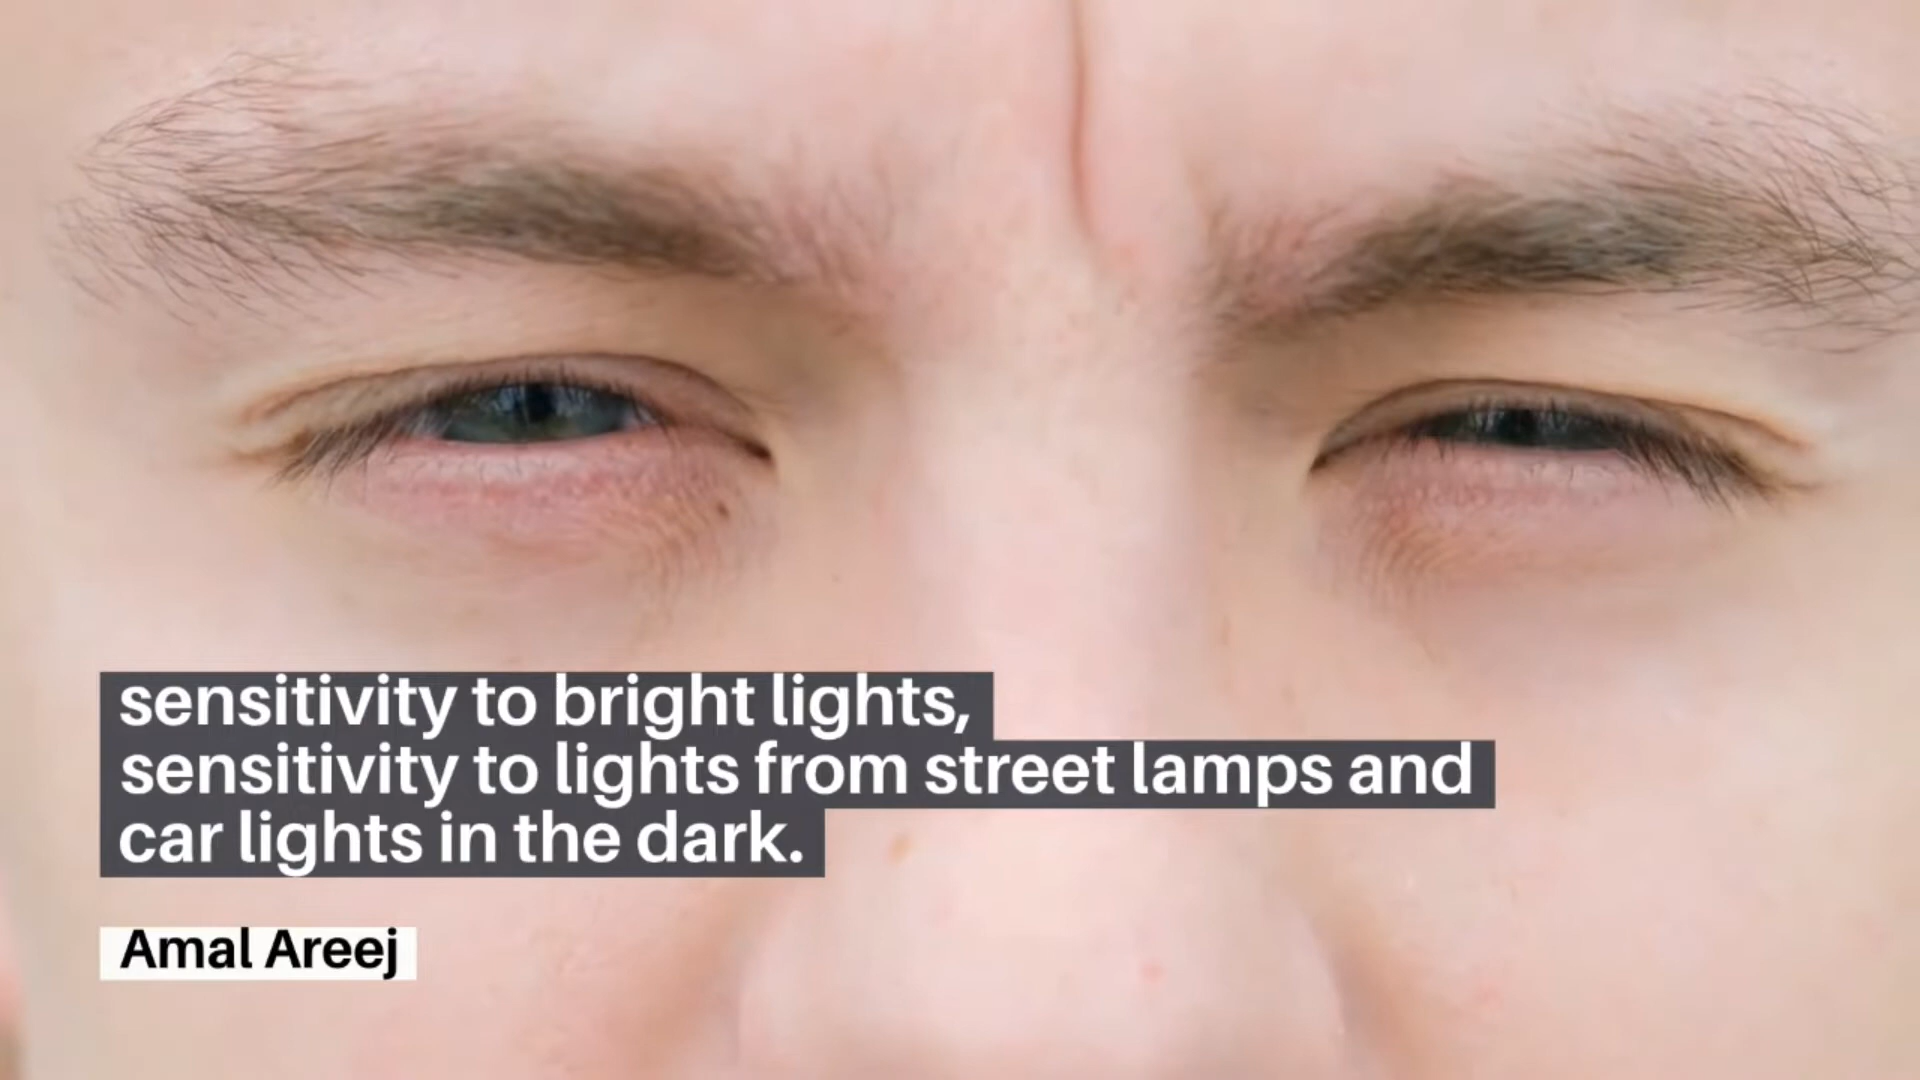 sensitivity to bright lights,
sensitivity to lights from street lamps and
car lights in the dark.
Amal Areej